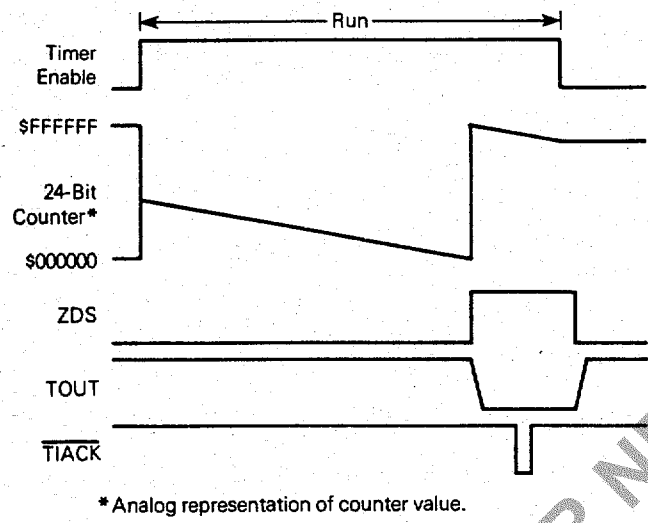 Run
Timer
Enable
$FFFFFF
24-Bit
Counter*
$000000
ZDS
TOUT
TIACK
* Analog representation of counter value.